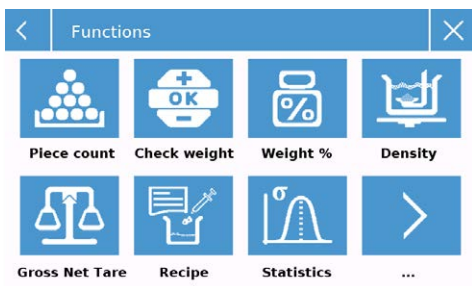 Functions
OK
%
Piece count Check weight Weight % Density
σ
Gross Net Tare Recipe Statistics ...